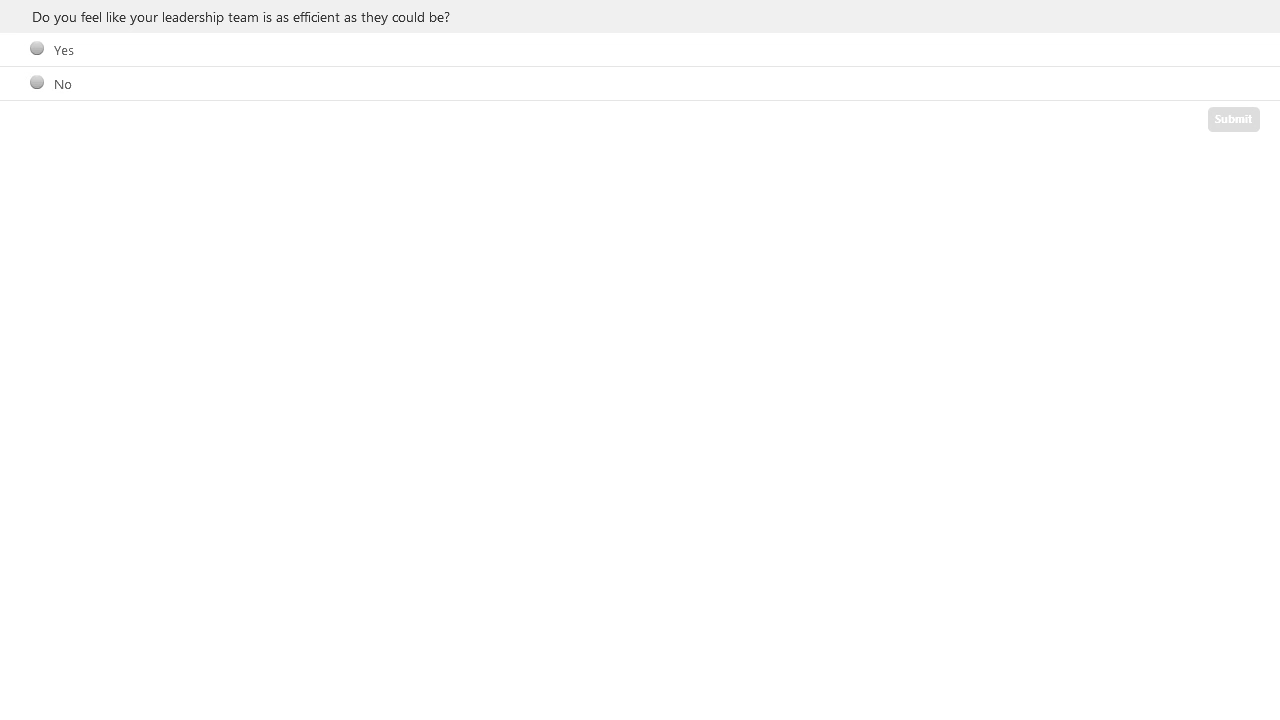 Do you feel like your leadership team is as efficient as they could be?
Yes
No
Submit